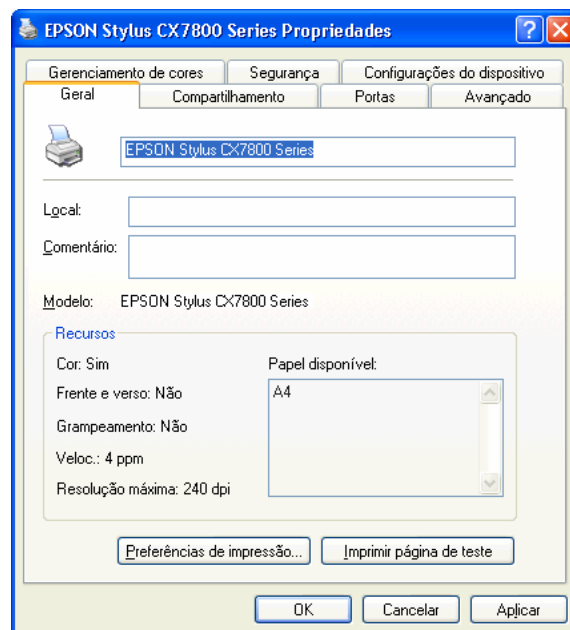 EPSON Stylus CX7800 Series Propriedades
Gerenciamento de cores Segurança Configurações do dispositivo
Geral Compartilhamento Portas Avançado
EPSON Stylus CX7800 Series
Local:
Comentário:
Modelo: EPSON Stylus CX7800 Series
Recursos
Cor: Sim Papel disponível:
Frente e verso: Não A4
Grampeamento: Não
Veloc.: 4 ppm
Resolução máxima: 240 dpi
Preferências de impressão... Imprimir página de teste
OK Cancelar Aplicar